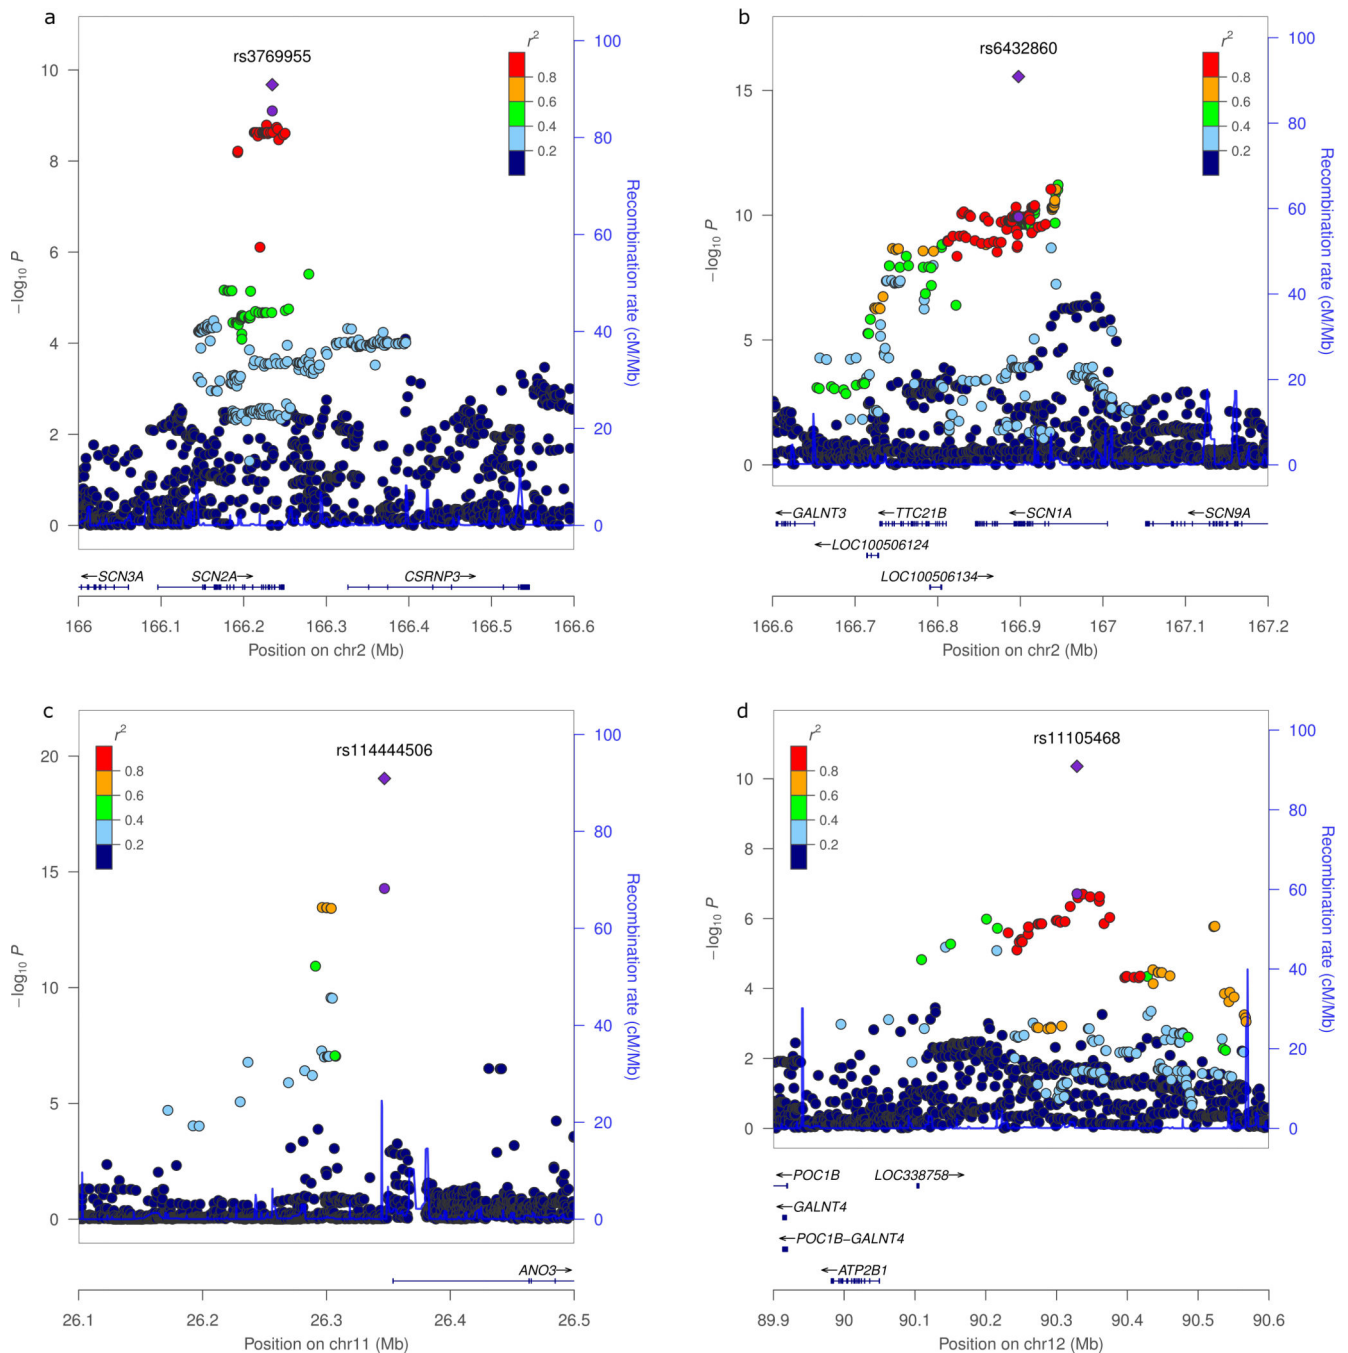 a
rs3769955
r²
0.8
0.6
0.4
0.2
10
8
6
4
2
0
−log₁₀ P
100
80
60
40
20
0
Recombination rate (cM/Mb)
←SCN3A
SCN2A→
CSRNP3→
166
166.1
166.2
166.3
166.4
166.5
166.6
Position on chr2 (Mb)
b
rs6432860
r²
0.8
0.6
0.4
0.2
15
10
5
0
−log₁₀ P
100
80
60
40
20
0
Recombination rate (cM/Mb)
←GALNT3
←TTC21B
←SCN1A
←SCN9A
←LOC100506124
LOC100506134→
166.6
166.7
166.8
166.9
167
167.1
167.2
Position on chr2 (Mb)
c
rs114444506
r²
0.8
0.6
0.4
0.2
20
15
10
5
0
−log₁₀ P
100
80
60
40
20
0
Recombination rate (cM/Mb)
ANO3→
26.1
26.2
26.3
26.4
26.5
Position on chr11 (Mb)
d
rs11105468
r²
0.8
0.6
0.4
0.2
10
8
6
4
2
0
−log₁₀ P
100
80
60
40
20
0
Recombination rate (cM/Mb)
←POC1B
LOC338758→
←GALNT4
←POC1B−GALNT4
←ATP2B1
89.9
90
90.1
90.2
90.3
90.4
90.5
90.6
Position on chr12 (Mb)